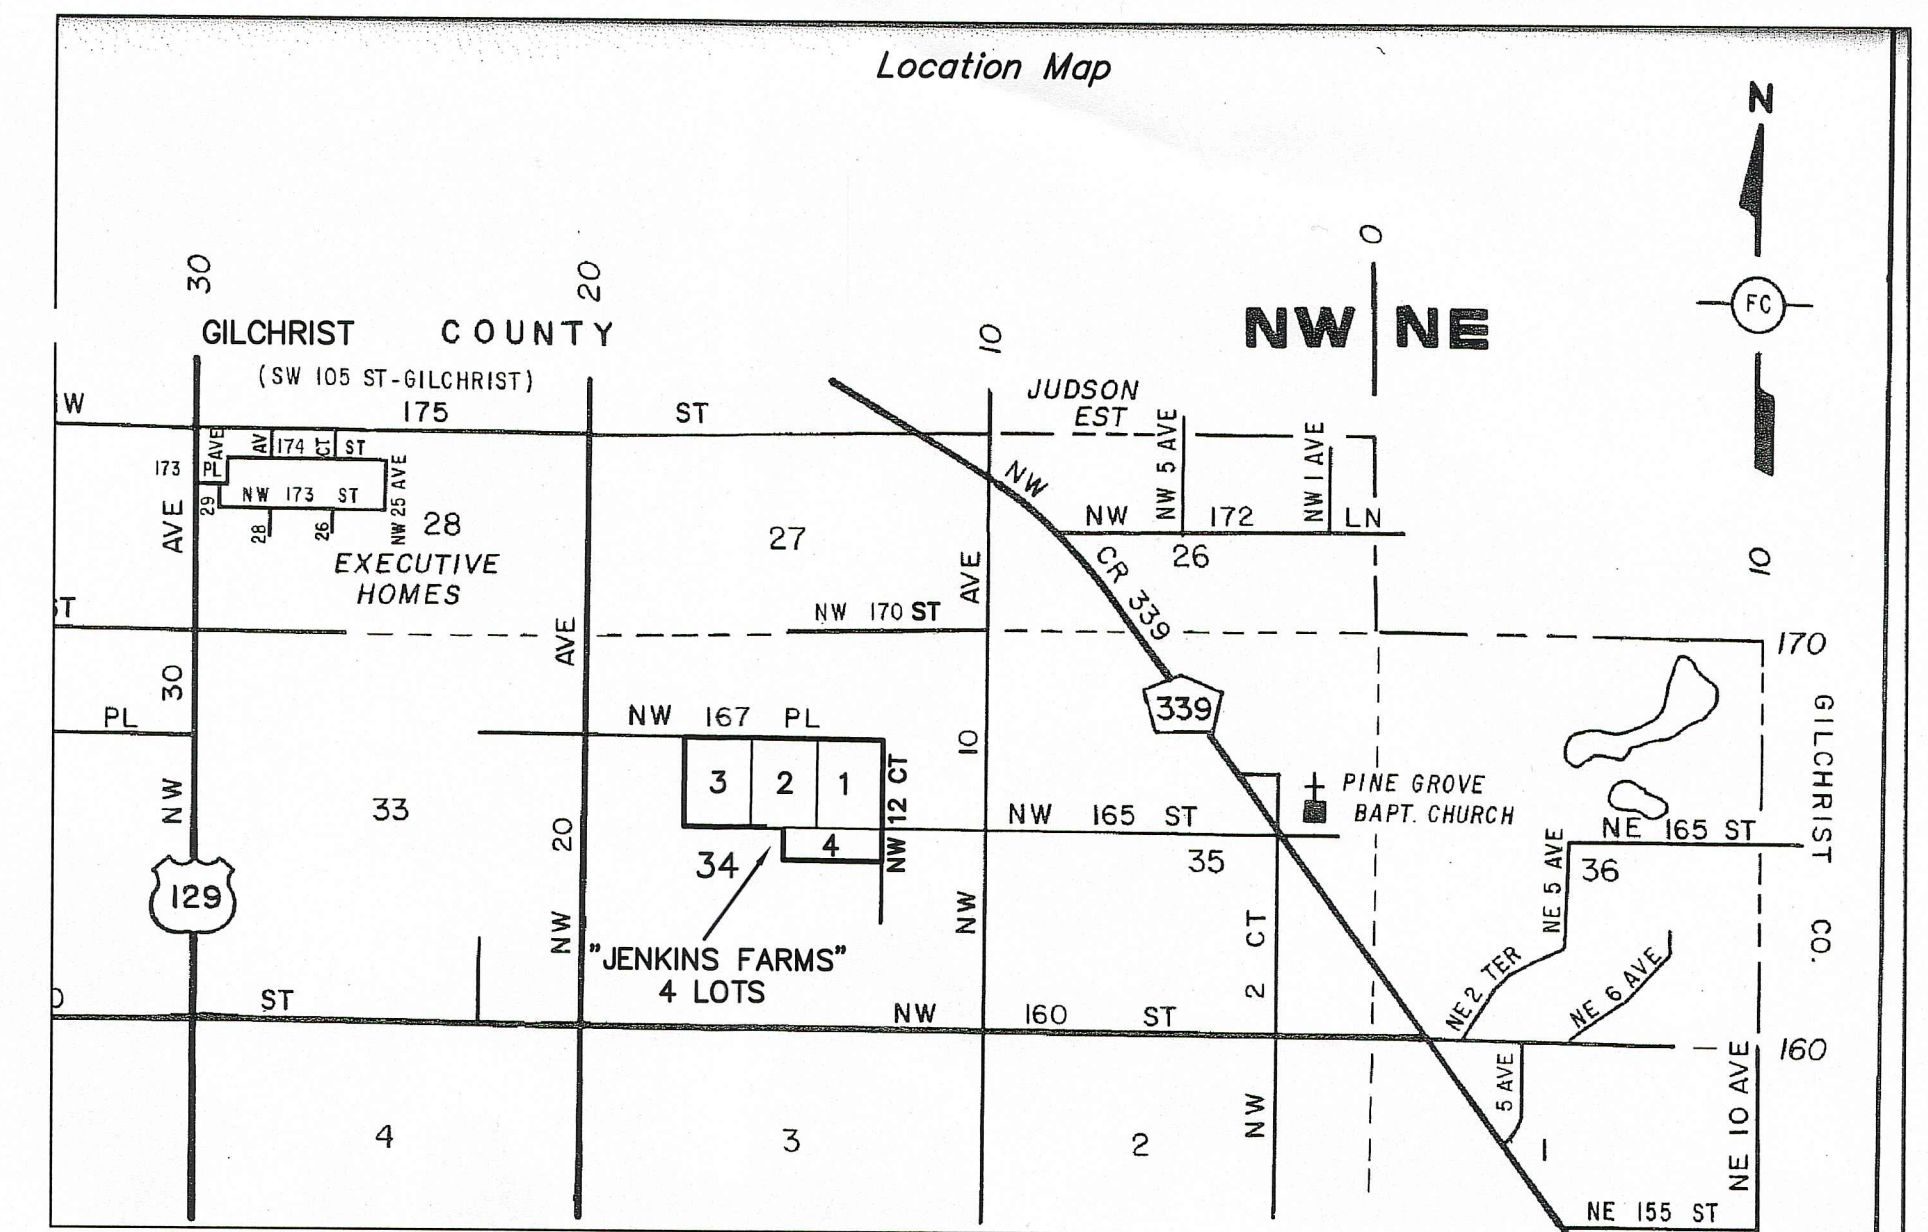 Location Map
N
FC
30
20
10
0
NW NE
GILCHRIST COUNTY
(SW 105 ST-GILCHRIST)
W
175
ST
JUDSON
EST
AVE
AV
174
CT
ST
173
PL
29
NW 173 ST
28
26
NW 25 AVE
28
EXECUTIVE
HOMES
27
NW 5 AVE
NW 1 AVE
NW 172 LN
26
NW
CR 339
339
10
ST
NW 170 ST
170
NW 30 AVE
NW 20 AVE
NW 10 AVE
PL
NW 167 PL
3
2
1
4
NW 12 CT
33
34
"JENKINS FARMS"
4 LOTS
129
NW 165 ST
35
PINE GROVE
BAPT. CHURCH
NE 165 ST
36
GILCHRIST CO.
NE 5 AVE
NE 2 TER
NE 6 AVE
NW 2 CT
ST
NW 160 ST
160
5 AVE
NE 10 AVE
4
3
2
1
NE 155 ST